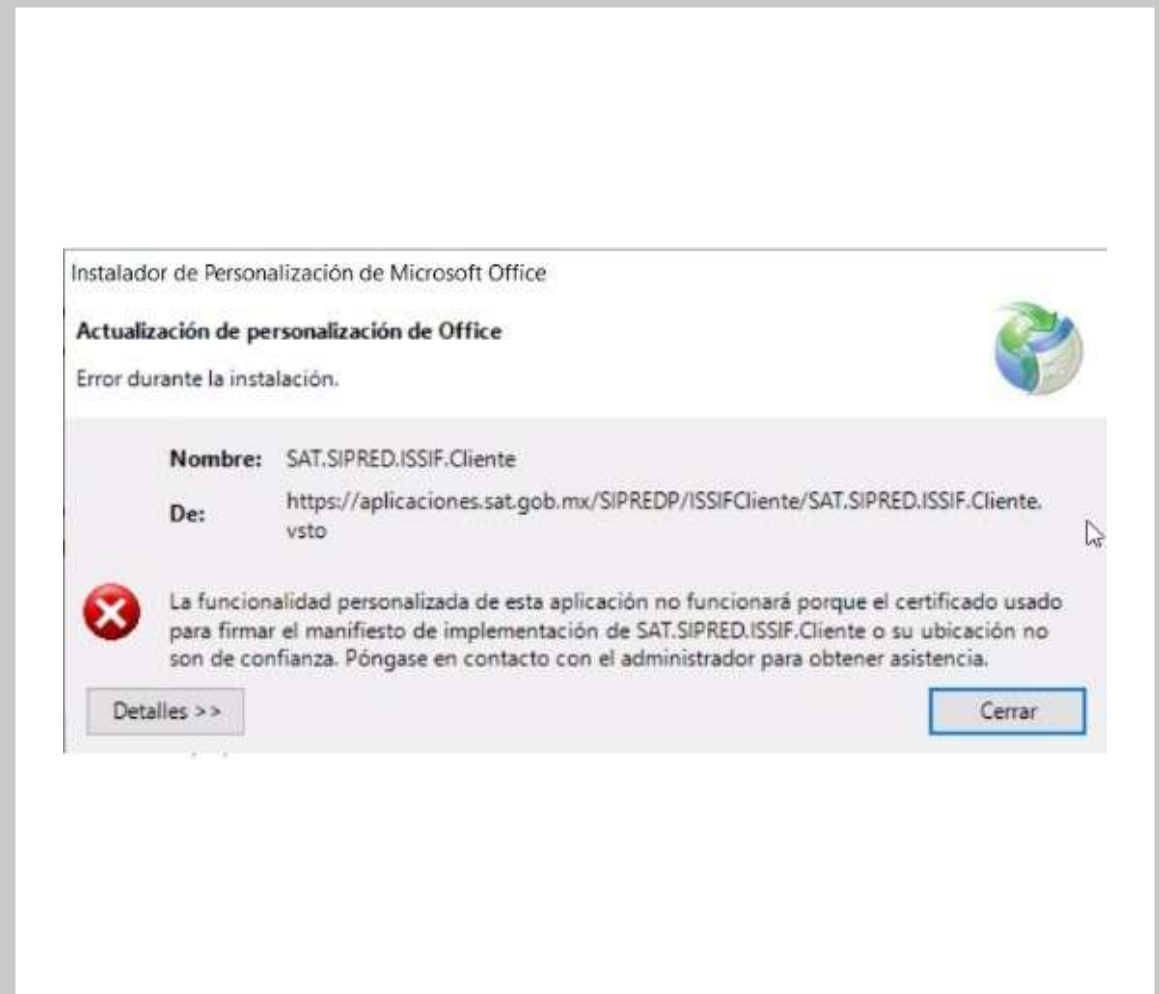 Instalador de Personalización de Microsoft Office
Actualización de personalización de Office
Error durante la instalación.
Nombre: SAT.SIPRED.ISSIF.Cliente
De: https://aplicaciones.sat.gob.mx/SIPREDP/ISSIFCliente/SAT.SIPRED.ISSIF.Cliente.
vsto
La funcionalidad personalizada de esta aplicación no funcionará porque el certificado usado
para firmar el manifiesto de implementación de SAT.SIPRED.ISSIF.Cliente o su ubicación no
son de confianza. Póngase en contacto con el administrador para obtener asistencia.
Detalles >> Cerrar